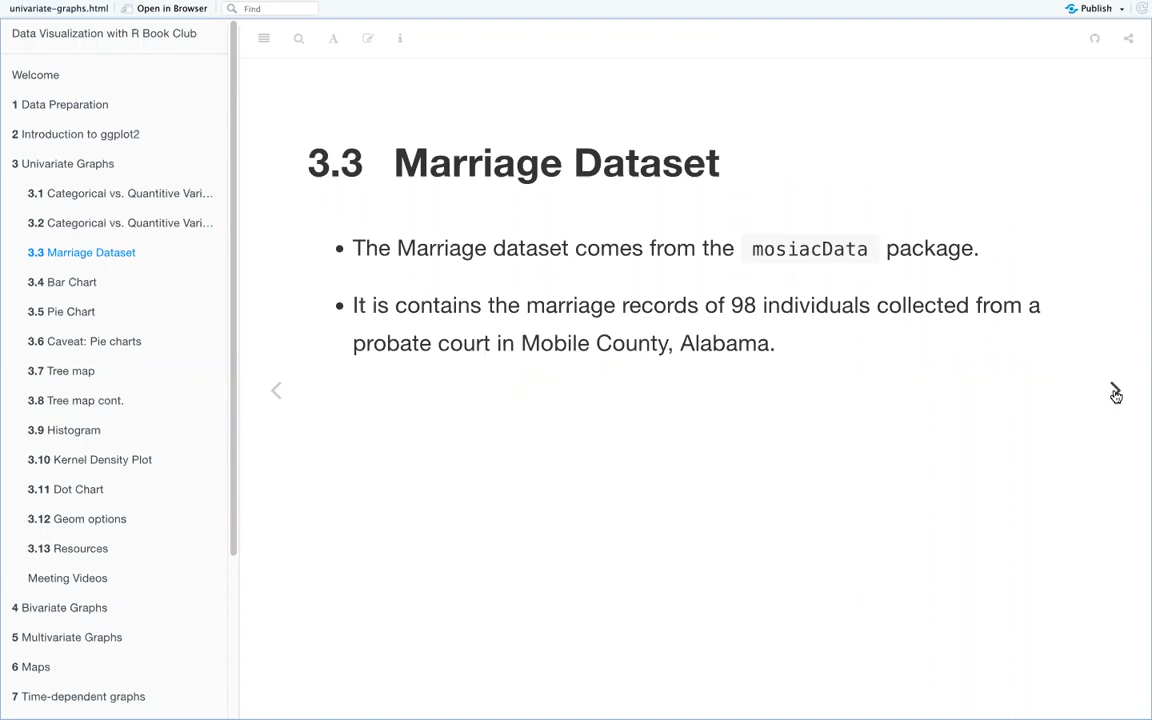 univariate-graphs.html
Open in Browser
Find
Publish
Data Visualization with R Book Club
Welcome
1 Data Preparation
2 Introduction to ggplot2
3 Univariate Graphs
3.1 Categorical vs. Quantitive Vari...
3.2 Categorical vs. Quantitive Vari...
3.3 Marriage Dataset
3.4 Bar Chart
3.5 Pie Chart
3.6 Caveat: Pie charts
3.7 Tree map
3.8 Tree map cont.
3.9 Histogram
3.10 Kernel Density Plot
3.11 Dot Chart
3.12 Geom options
3.13 Resources
Meeting Videos
4 Bivariate Graphs
5 Multivariate Graphs
6 Maps
7 Time-dependent graphs
A
3.3 Marriage Dataset
• The Marriage dataset comes from the mosiacData package.
• It is contains the marriage records of 98 individuals collected from a
probate court in Mobile County, Alabama.